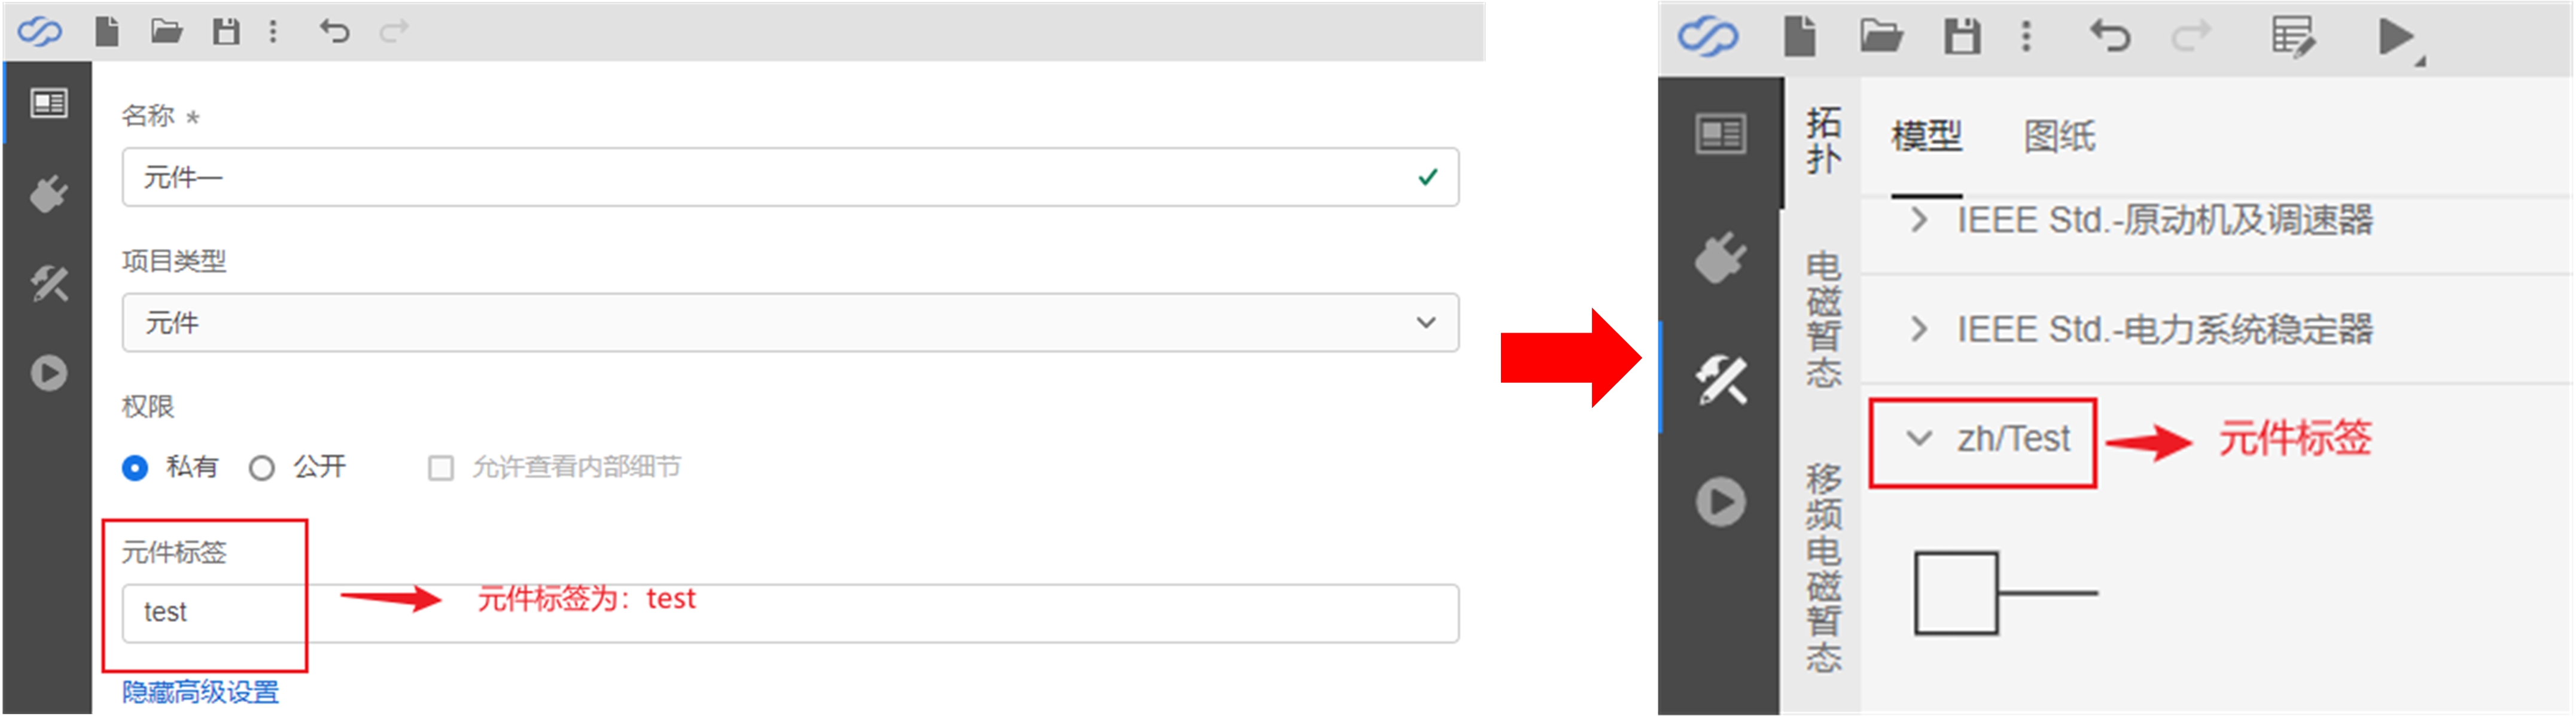 名称 *
元件一
项目类型
元件
权限
私有 公开 允许查看内部细节
元件标签
test
元件标签为：test
隐藏高级设置
拓扑
电磁暂态
移频电磁暂态
模型 图纸
IEEE Std.-原动机及调速器
IEEE Std.-电力系统稳定器
zh/Test
元件标签